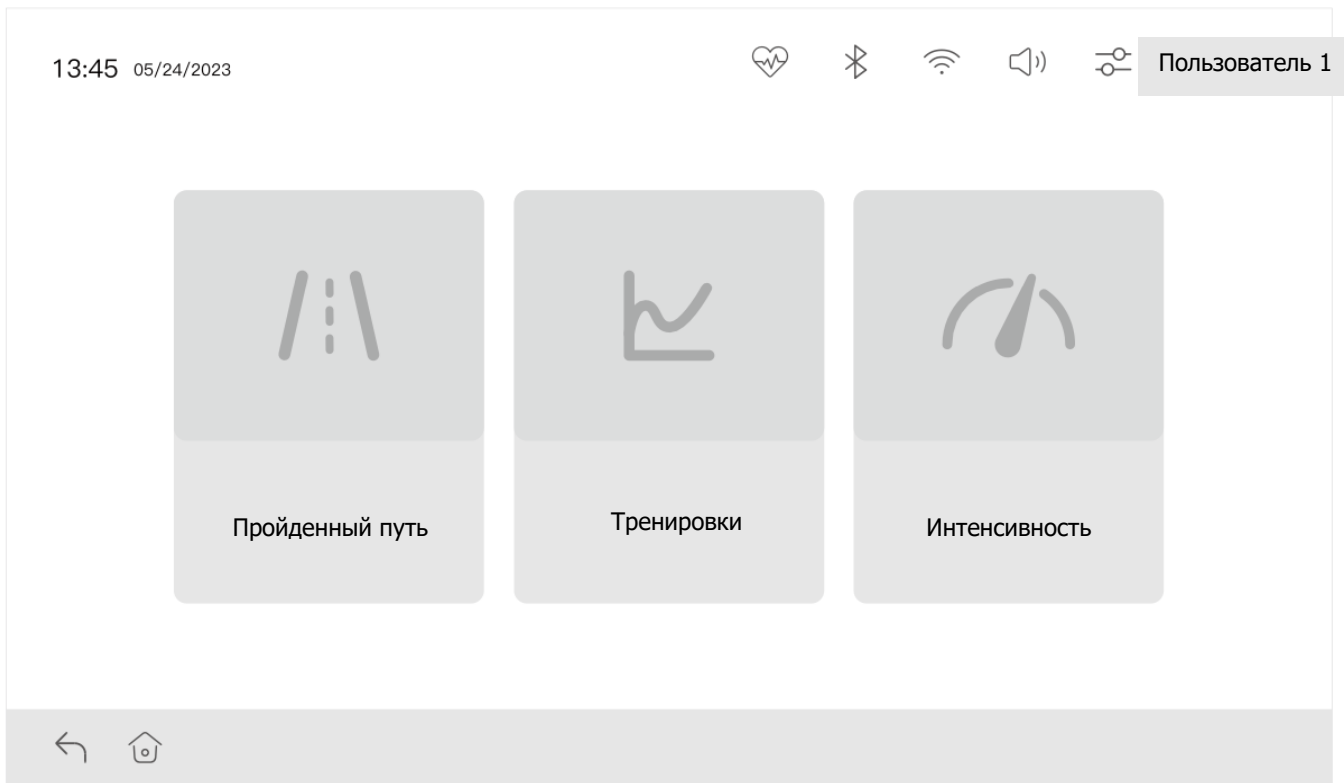 13:45 05/24/2023
Пользователь 1
Пройденный путь
Тренировки
Интенсивность